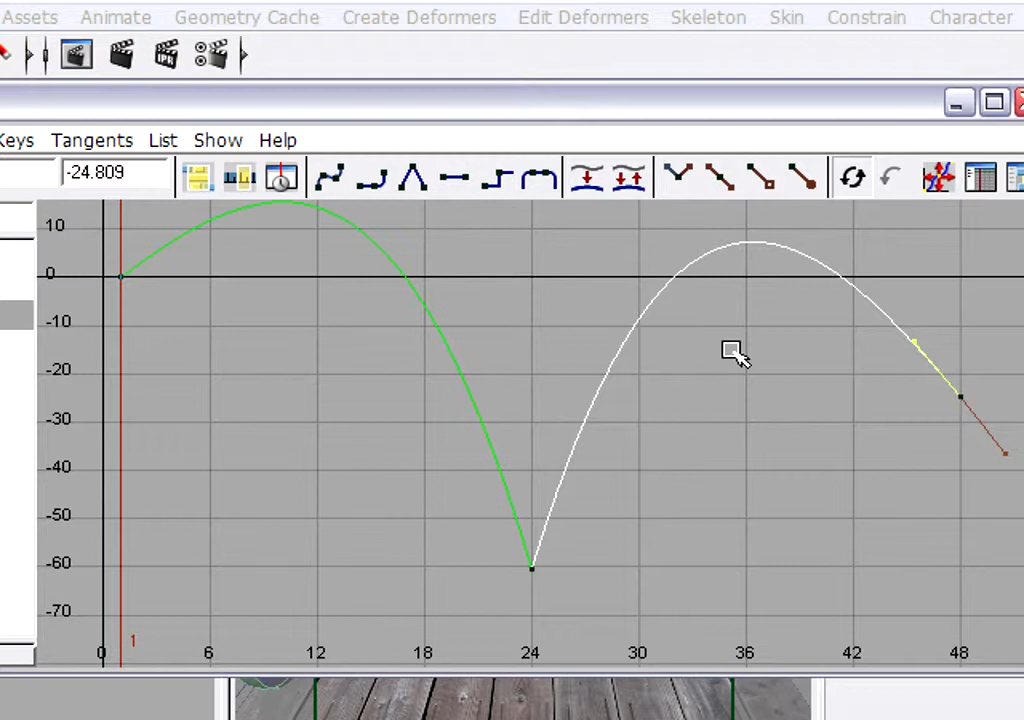 Assets Animate Geometry Cache Create Deformers Edit Deformers Skeleton Skin Constrain Character
IPR
Keys Tangents List Show Help
-24.809
10
0
-10
-20
-30
-40
-50
-60
-70
1
0 6 12 18 24 30 36 42 48